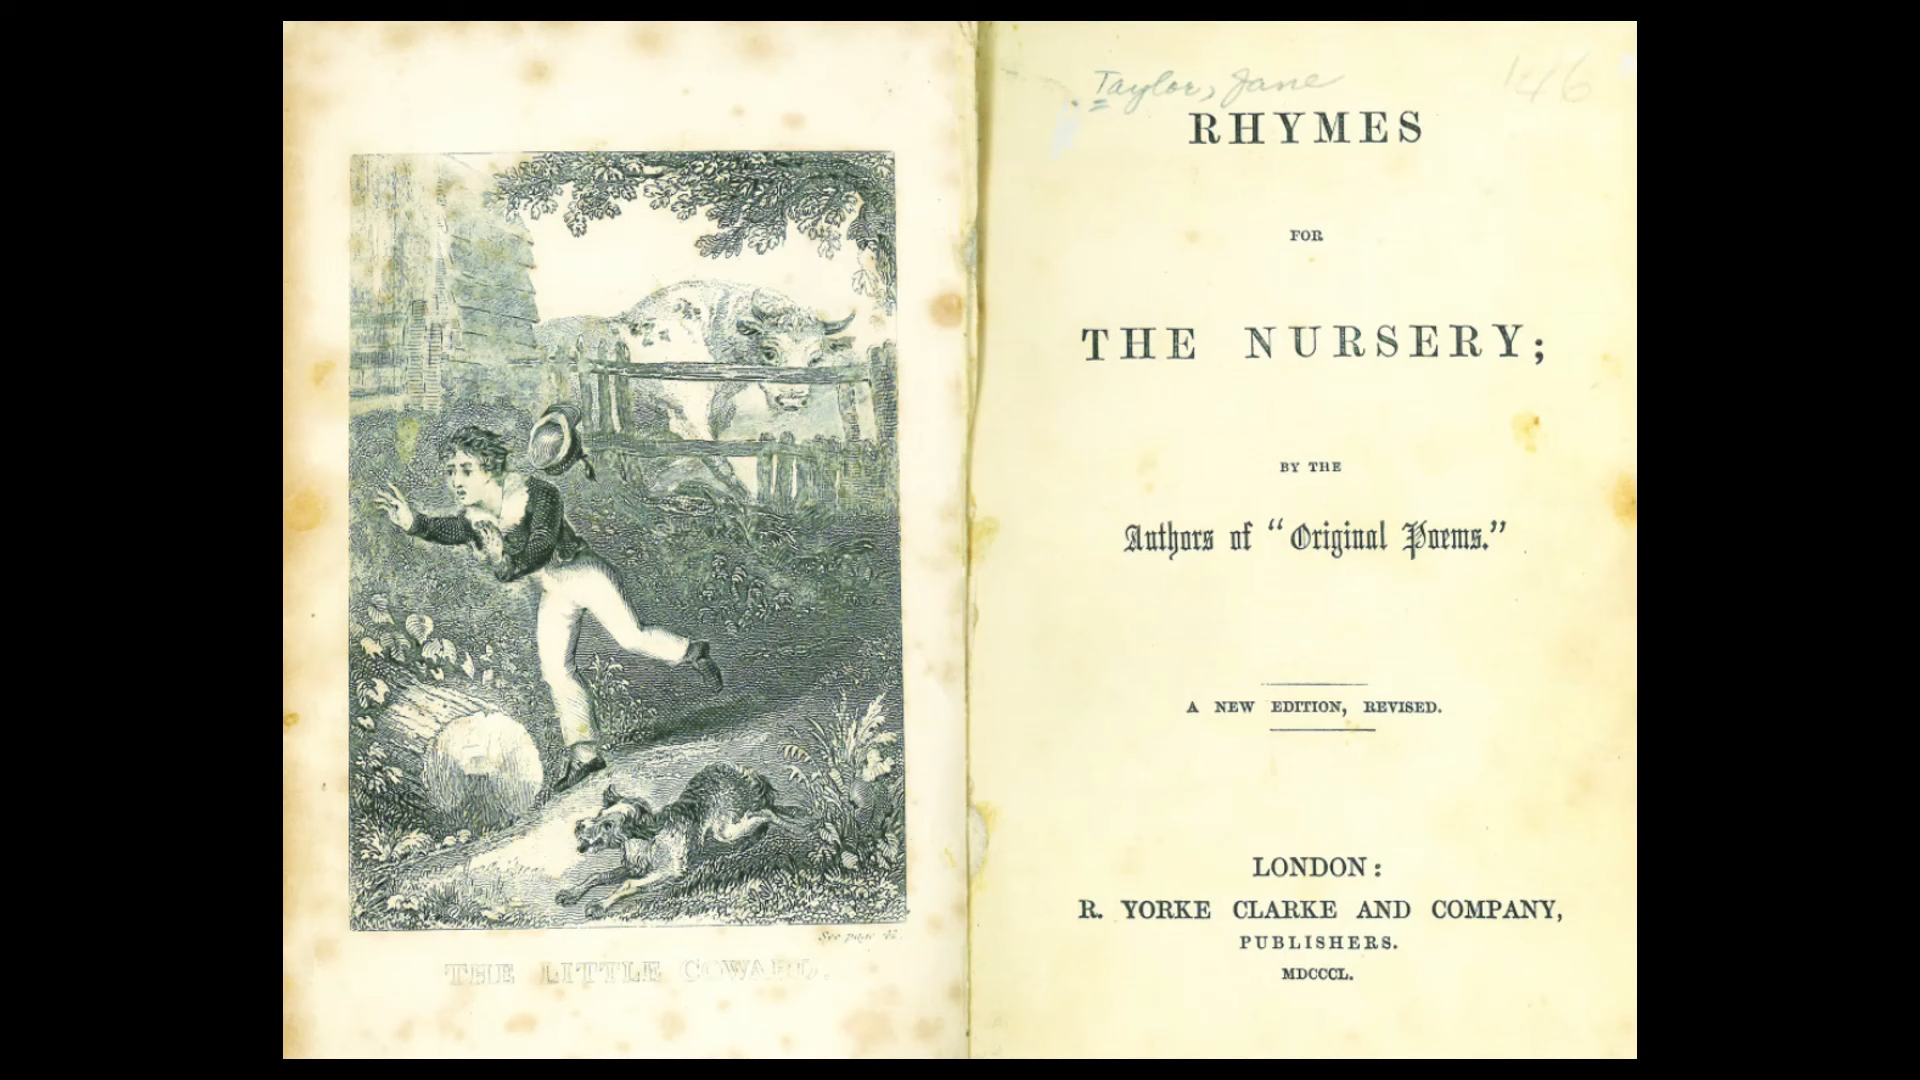 See page
THE LITTLE COWARD.
Taylor, Jane
146
RHYMES
FOR
THE NURSERY;
BY THE
Authors of “Original Poems.”
A NEW EDITION, REVISED.
LONDON:
R. YORKE CLARKE AND COMPANY,
PUBLISHERS.
MDCCCL.